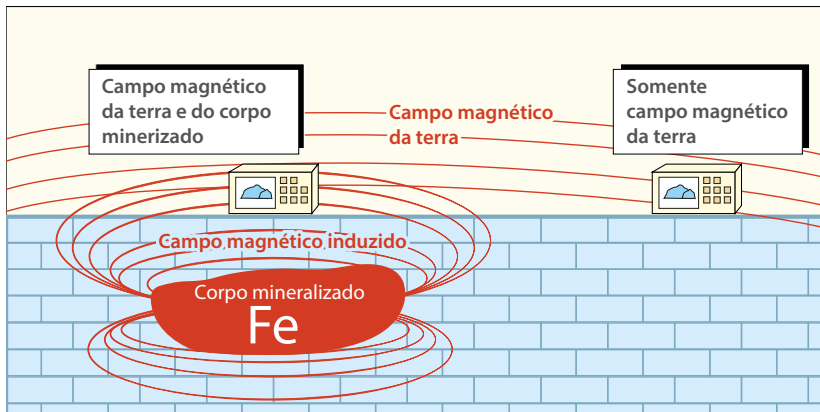 Campo magnético
da terra e do corpo
minerizado
Campo magnético
da terra
Somente
campo magnético
da terra
Campo magnético induzido
Corpo mineralizado
Fe